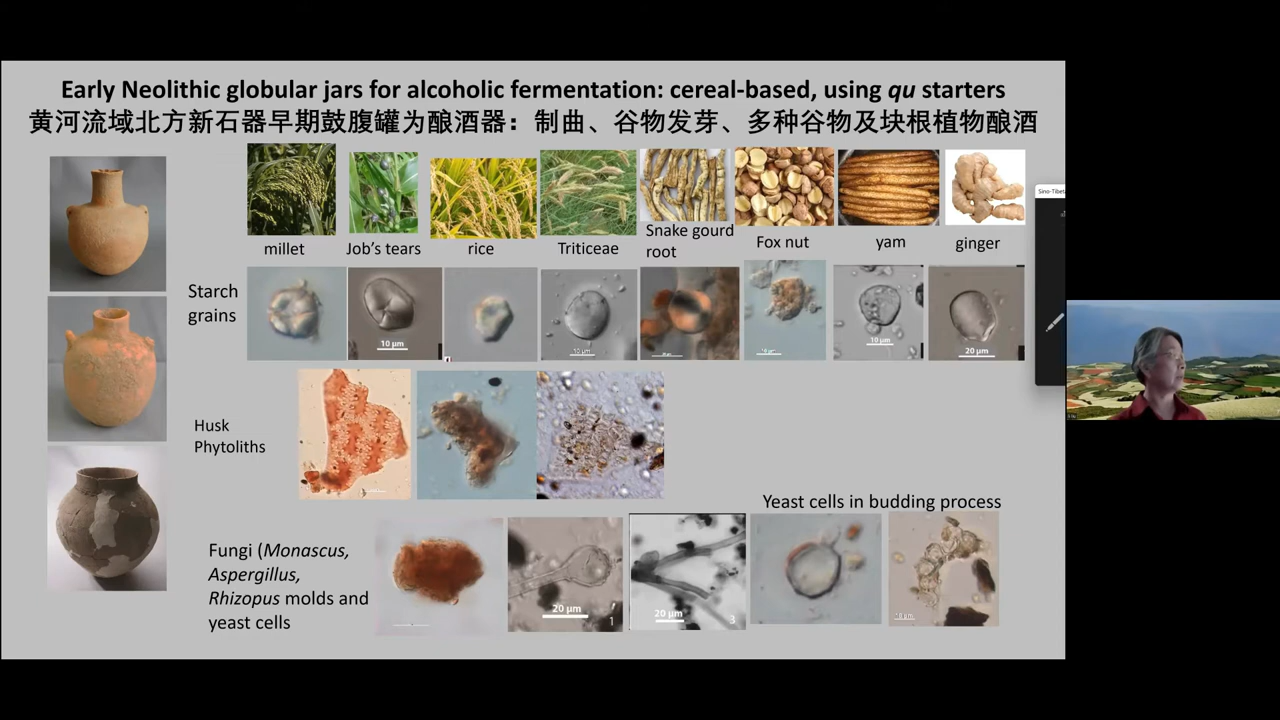 Early Neolithic globular jars for alcoholic fermentation: cereal-based, using qu starters
黄河流域北方新石器早期鼓腹罐为酿酒器：制曲、谷物发芽、多种谷物及块根植物酿酒
millet
Job's tears
rice
Triticeae
Snake gourd
root
Fox nut
yam
ginger
Sino-Tibeta
Starch
grains
10 μm
10 μm
20 μm
Husk
Phytoliths
Yeast cells in budding process
Fungi (Monascus,
Aspergillus,
Rhizopus molds and
yeast cells
20 μm
1
20 μm
3